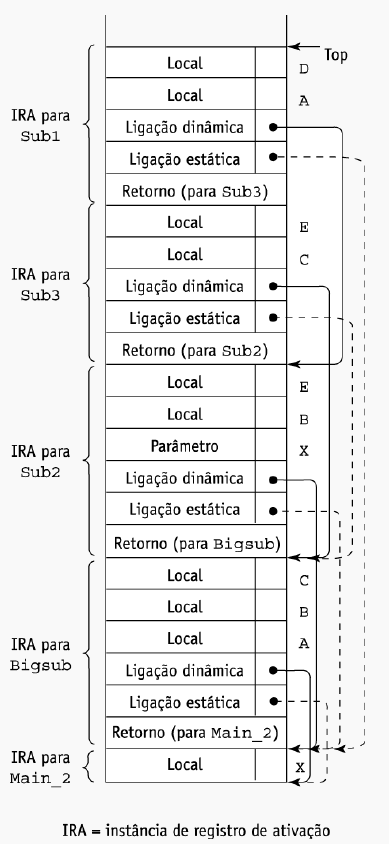 Top
IRA para
Sub1
Local D
Local A
Ligação dinâmica
Ligação estática
Retorno (para Sub3)
IRA para
Sub3
Local E
Local C
Ligação dinâmica
Ligação estática
Retorno (para Sub2)
IRA para
Sub2
Local E
Local B
Parâmetro X
Ligação dinâmica
Ligação estática
Retorno (para Bigsub)
IRA para
Bigsub
Local C
Local B
Local A
Ligação dinâmica
Ligação estática
Retorno (para Main_2)
IRA para
Main_2
Local X
IRA = instância de registro de ativação